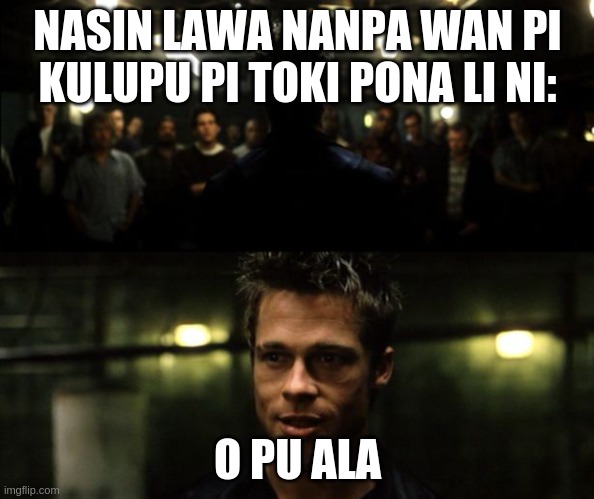 NASIN LAWA NANPA WAN PI
KULUPU PI TOKI PONA LI NI:
O PU ALA
imgflip.com